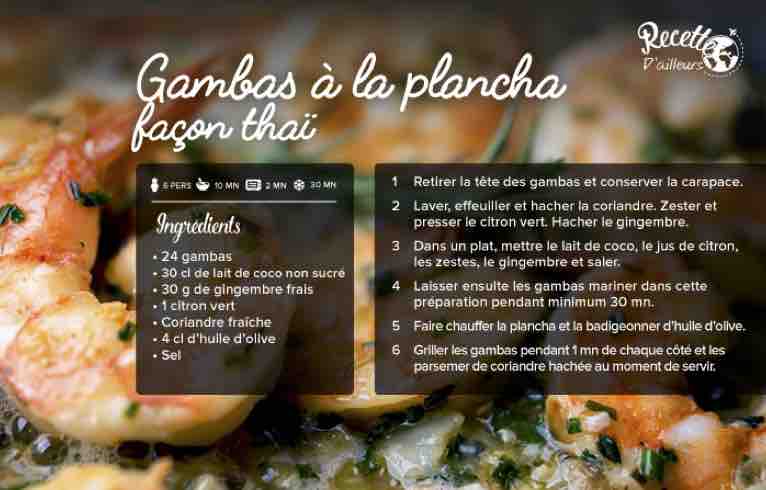 Recette
D'ailleurs
Gambas à la plancha
façon thaï
6 PERS 10 MN 2 MN 30 MN
Ingrédients
• 24 gambas
• 30 cl de lait de coco non sucré
• 30 g de gingembre frais
• 1 citron vert
• Coriandre fraîche
• 4 cl d'huile d'olive
• Sel
1 Retirer la tête des gambas et conserver la carapace.
2 Laver, effeuiller et hacher la coriandre. Zester et
presser le citron vert. Hacher le gingembre.
3 Dans un plat, mettre le lait de coco, le jus de citron,
les zestes, le gingembre et saler.
4 Laisser ensuite les gambas mariner dans cette
préparation pendant minimum 30 mn.
5 Faire chauffer la plancha et la badigeonner d'huile d'olive.
6 Griller les gambas pendant 1 mn de chaque côté et les
parsemer de coriandre hachée au moment de servir.